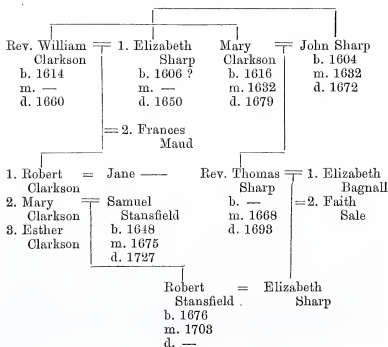 Rev. William Clarkson
b. 1614
m. —
d. 1660
1. Elizabeth Sharp
b. 1606 ?
m. —
d. 1650
Mary Clarkson
b. 1616
m. 1632
d. 1679
John Sharp
b. 1604
m. 1632
d. 1672
= 2. Frances Maud
1. Robert Clarkson = Jane ——
2. Mary Clarkson
3. Esther Clarkson
Samuel Stansfield
b. 1648
m. 1675
d. 1727
Rev. Thomas Sharp
b. —
m. 1668
d. 1693
1. Elizabeth Bagnall
=2. Faith Sale
Robert Stansfield = Elizabeth Sharp
b. 1676
m. 1703
d. —